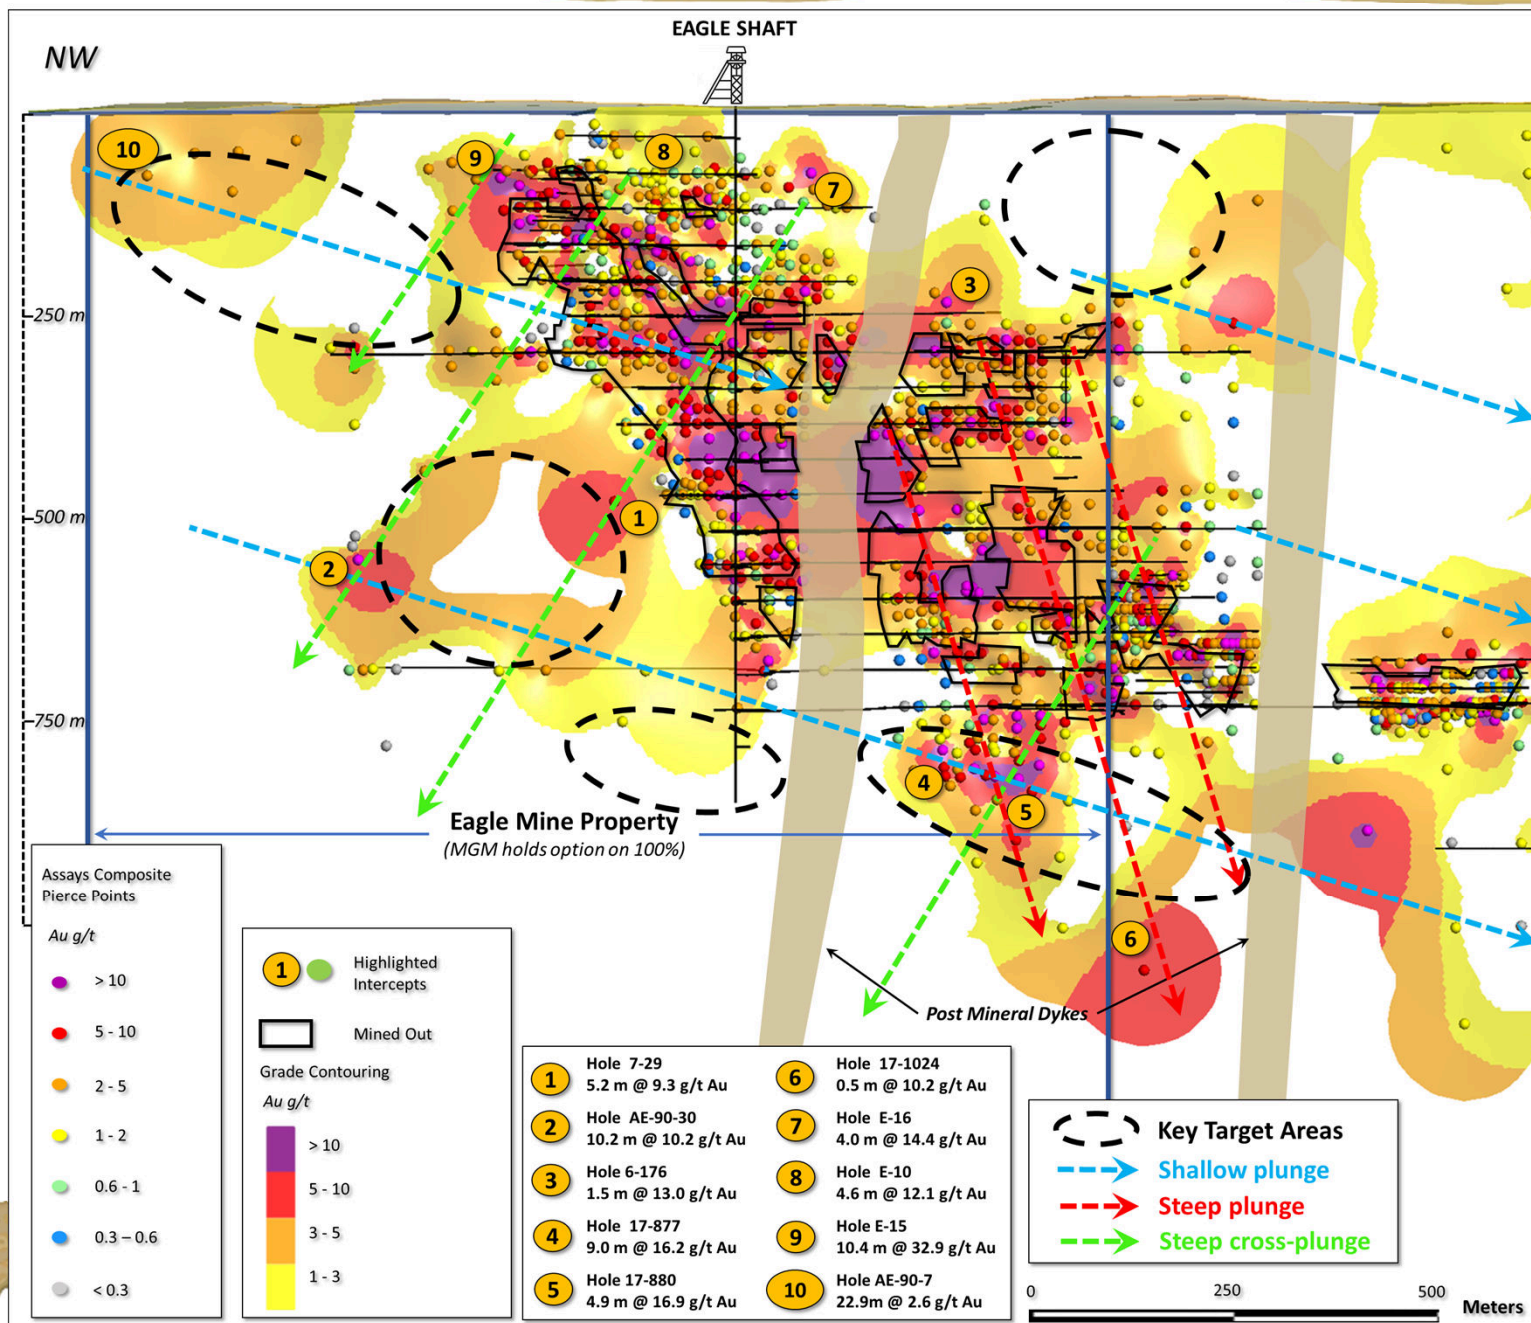 EAGLE SHAFT
NW
10
9
8
7
3
250 m
1
500 m
2
750 m
4
5
6
Eagle Mine Property
(MGM holds option on 100%)
Post Mineral Dykes
Assays Composite
Pierce Points
Au g/t
> 10
5 - 10
2 - 5
1 - 2
0.6 - 1
0.3 – 0.6
< 0.3
1
Highlighted
Intercepts
Mined Out
Grade Contouring
Au g/t
> 10
5 - 10
3 - 5
1 - 3
1
Hole 7-29
5.2 m @ 9.3 g/t Au
2
Hole AE-90-30
10.2 m @ 10.2 g/t Au
3
Hole 6-176
1.5 m @ 13.0 g/t Au
4
Hole 17-877
9.0 m @ 16.2 g/t Au
5
Hole 17-880
4.9 m @ 16.9 g/t Au
6
Hole 17-1024
0.5 m @ 10.2 g/t Au
7
Hole E-16
4.0 m @ 14.4 g/t Au
8
Hole E-10
4.6 m @ 12.1 g/t Au
9
Hole E-15
10.4 m @ 32.9 g/t Au
10
Hole AE-90-7
22.9m @ 2.6 g/t Au
Key Target Areas
Shallow plunge
Steep plunge
Steep cross-plunge
0 250 500
Meters